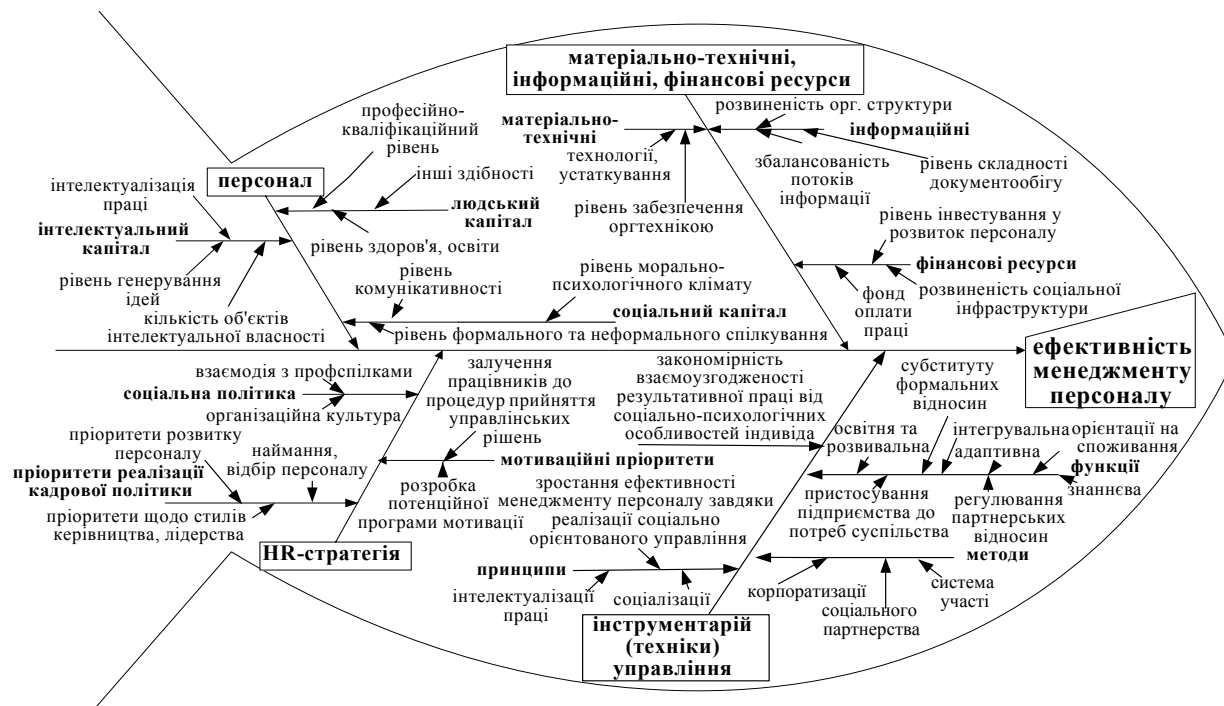 матеріально-технічні,
інформаційні, фінансові ресурси
професійно-
кваліфікаційний
рівень
матеріально-
технічні
розвиненість орг. структури
інформаційні
технології,
устаткування
збалансованість
потоків
інформації
рівень складності
документообігу
персонал
інші здібності
інтелектуалізація
праці
людський
капітал
рівень забезпечення
оргтехнікою
рівень інвестування у
розвиток персоналу
інтелектуальний
капітал
рівень здоров'я, освіти
фінансові ресурси
рівень генерування
ідей
рівень
комунікативності
рівень морально-
психологічного клімату
фонд
оплати
праці
розвиненість соціальної
інфраструктури
кількість об'єктів
інтелектуальної власності
соціальний капітал
рівень формального та неформального спілкування
ефективність
менеджменту
персоналу
взаємодія з профспілками
соціальна політика
організаційна культура
залучення
працівників до
процедур прийняття
управлінських
рішень
закономірність
взаємоузгодженості
результативної праці від
соціально-психологічних
особливостей індивіда
субституту
формальних
відносин
освітня та
розвивальна
інтегрувальна
адаптивна
орієнтації на
споживання
пріоритети розвитку
персоналу
наймання,
відбір персоналу
мотиваційні пріоритети
функції
знаннєва
пріоритети реалізації
кадрової політики
розробка
потенційної
програми мотивації
зростання ефективності
менеджменту персоналу завдяки
реалізації соціально
орієнтованого управління
пристосування
підприємства до
потреб суспільства
регулювання
партнерських
відносин
пріоритети щодо стилів
керівництва, лідерства
HR-стратегія
методи
принципи
інтелектуалізації
праці
соціалізації
корпоратизації
соціального
партнерства
система
участі
інструментарій
(техніки)
управління